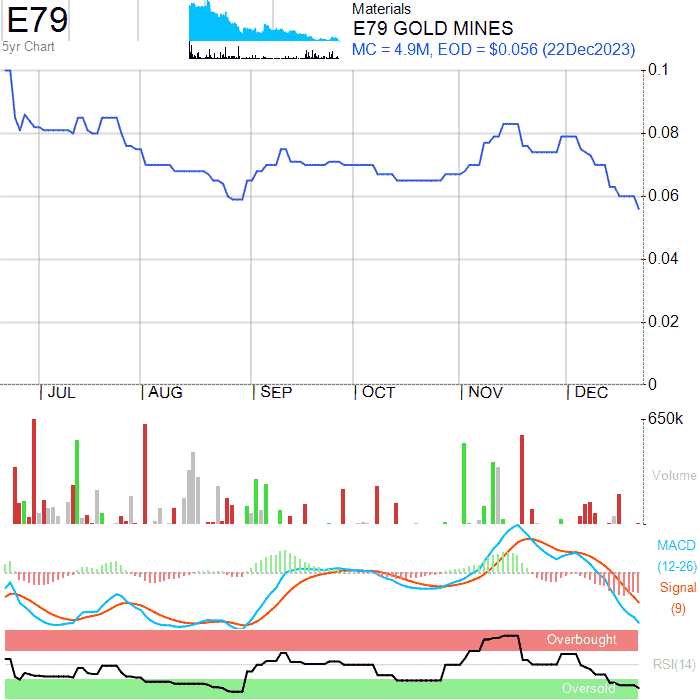 E79
5yr Chart
Materials
E79 GOLD MINES
MC = 4.9M, EOD = $0.056 (22Dec2023)
0.1
0.08
0.06
0.04
0.02
0
JUL
AUG
SEP
OCT
NOV
DEC
650k
Volume
MACD
(12-26)
Signal
(9)
Overbought
RSI(14)
Oversold